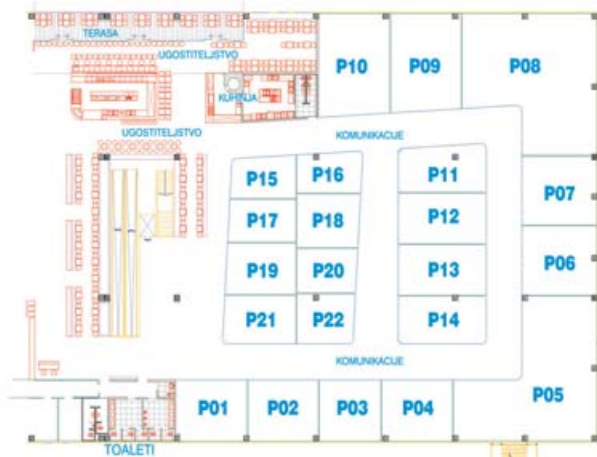 TERASA
UGOSTITELJSTVO
P10
P09
P08
KUHINJA
UGOSTITELJSTVO
KOMUNIKACIJE
P15
P16
P11
P07
P17
P18
P12
P19
P20
P13
P06
P21
P22
P14
KOMUNIKACIJE
P01
P02
P03
P04
P05
TOALETI